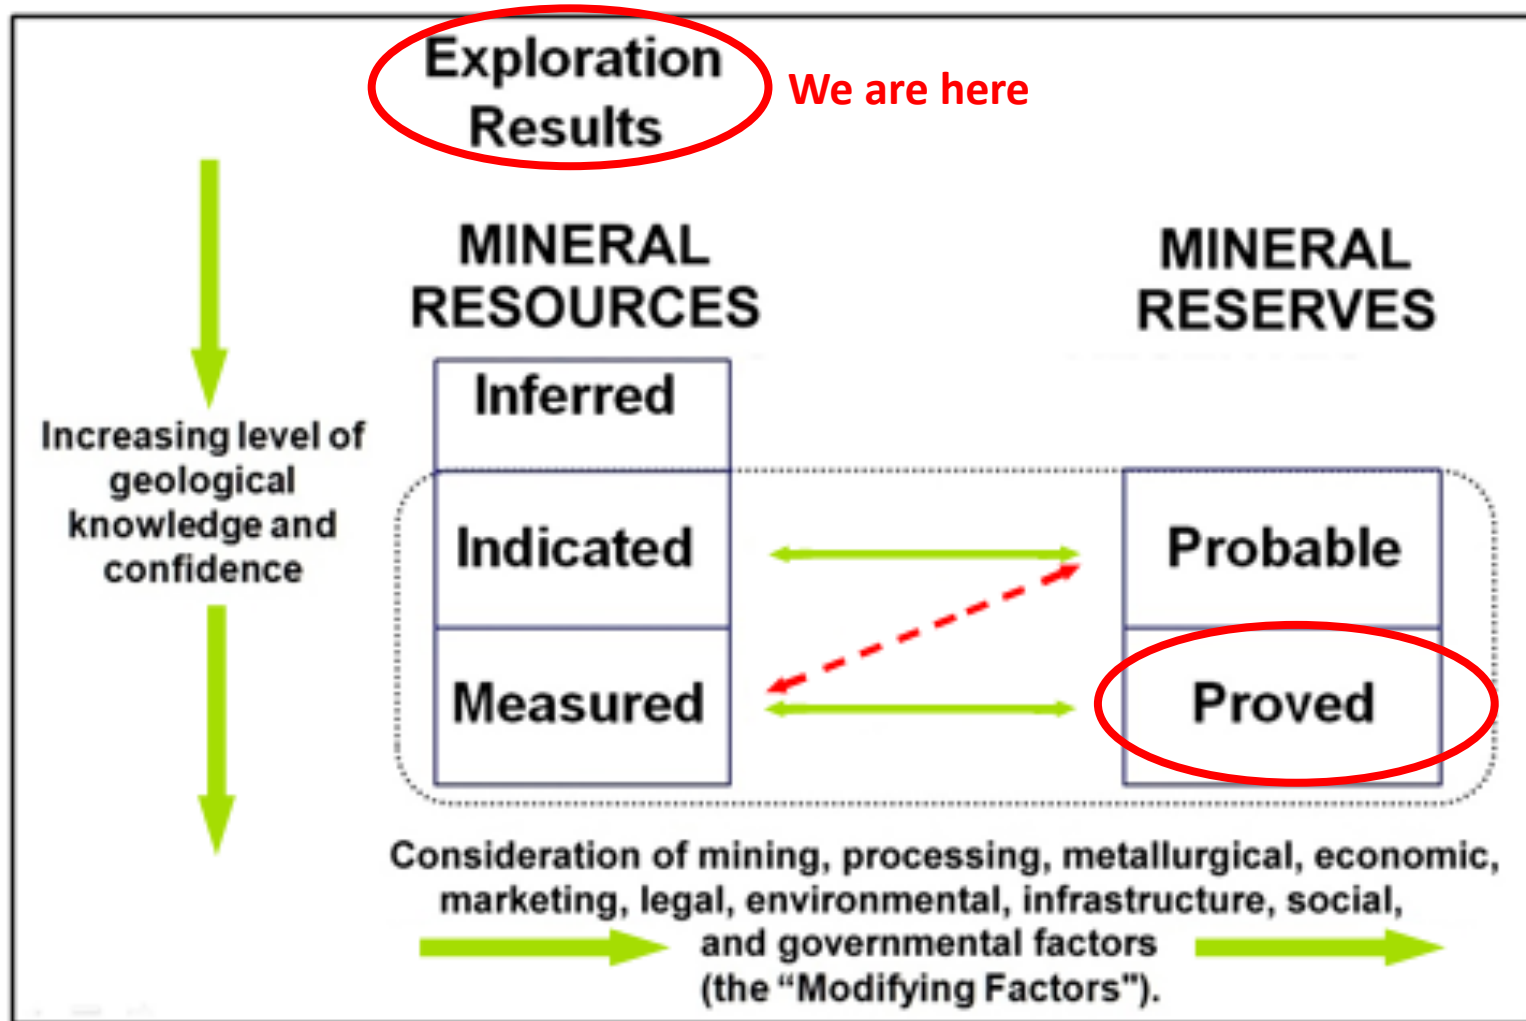 Exploration
Results
We are here
MINERAL
RESOURCES
MINERAL
RESERVES
Inferred
Increasing level of
geological
knowledge and
confidence
Indicated
Probable
Measured
Proved
Consideration of mining, processing, metallurgical, economic,
marketing, legal, environmental, infrastructure, social,
and governmental factors
(the “Modifying Factors").